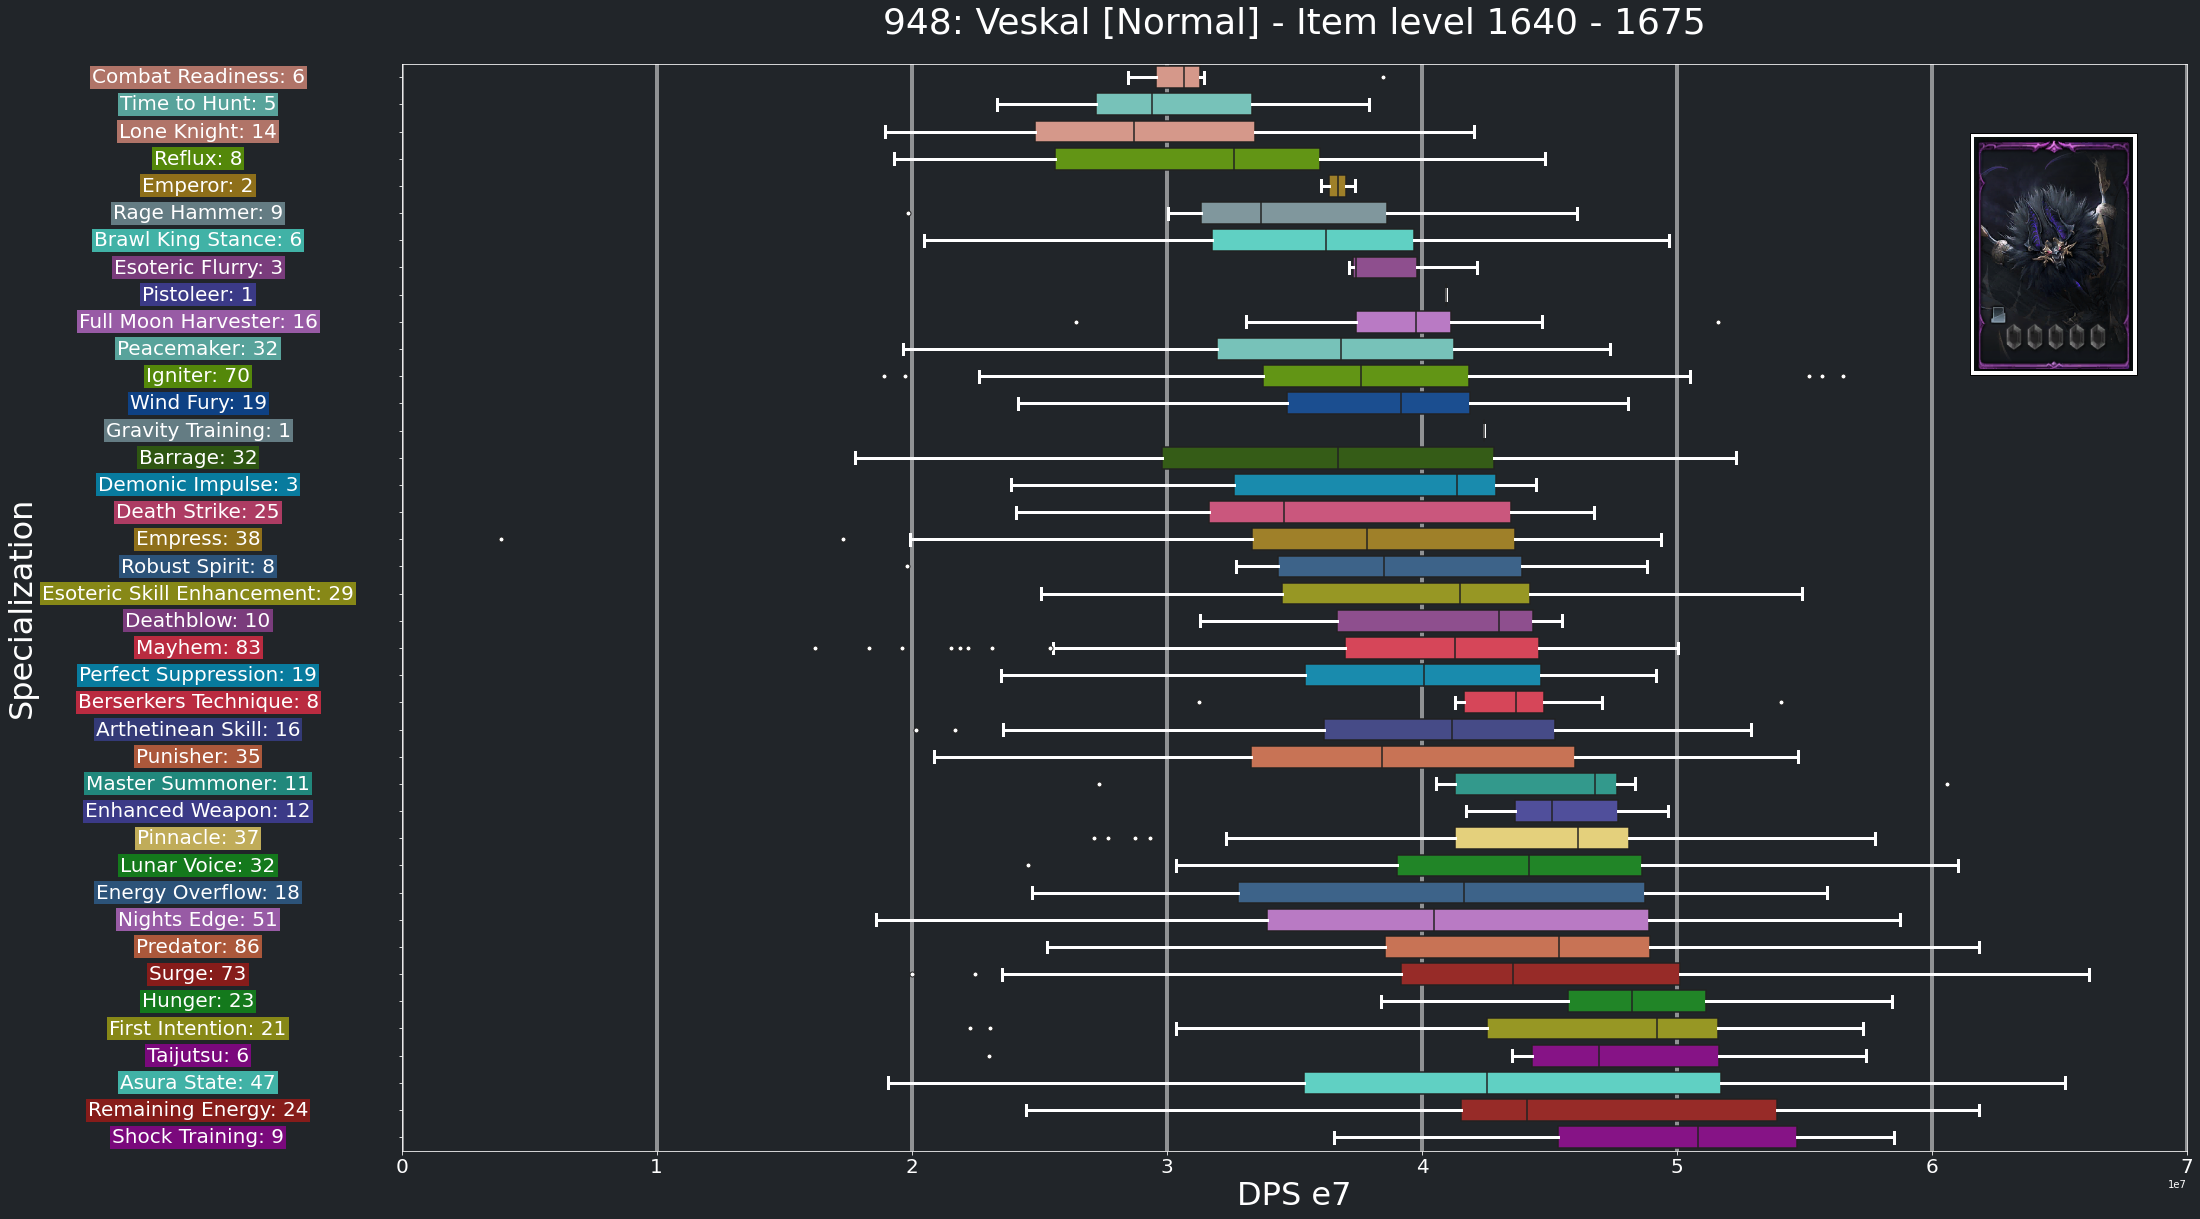 948: Veskal [Normal] - Item level 1640 - 1675
Combat Readiness: 6
Time to Hunt: 5
Lone Knight: 14
Reflux: 8
Emperor: 2
Rage Hammer: 9
Brawl King Stance: 6
Esoteric Flurry: 3
Pistoleer: 1
Full Moon Harvester: 16
Peacemaker: 32
Igniter: 70
Wind Fury: 19
Gravity Training: 1
Barrage: 32
Demonic Impulse: 3
Death Strike: 25
Empress: 38
Robust Spirit: 8
Esoteric Skill Enhancement: 29
Deathblow: 10
Mayhem: 83
Perfect Suppression: 19
Berserkers Technique: 8
Arthetinean Skill: 16
Punisher: 35
Master Summoner: 11
Enhanced Weapon: 12
Pinnacle: 37
Lunar Voice: 32
Energy Overflow: 18
Nights Edge: 51
Predator: 86
Surge: 73
Hunger: 23
First Intention: 21
Taijutsu: 6
Asura State: 47
Remaining Energy: 24
Shock Training: 9
Specialization
0 1 2 3 4 5 6 7
1e7
DPS e7